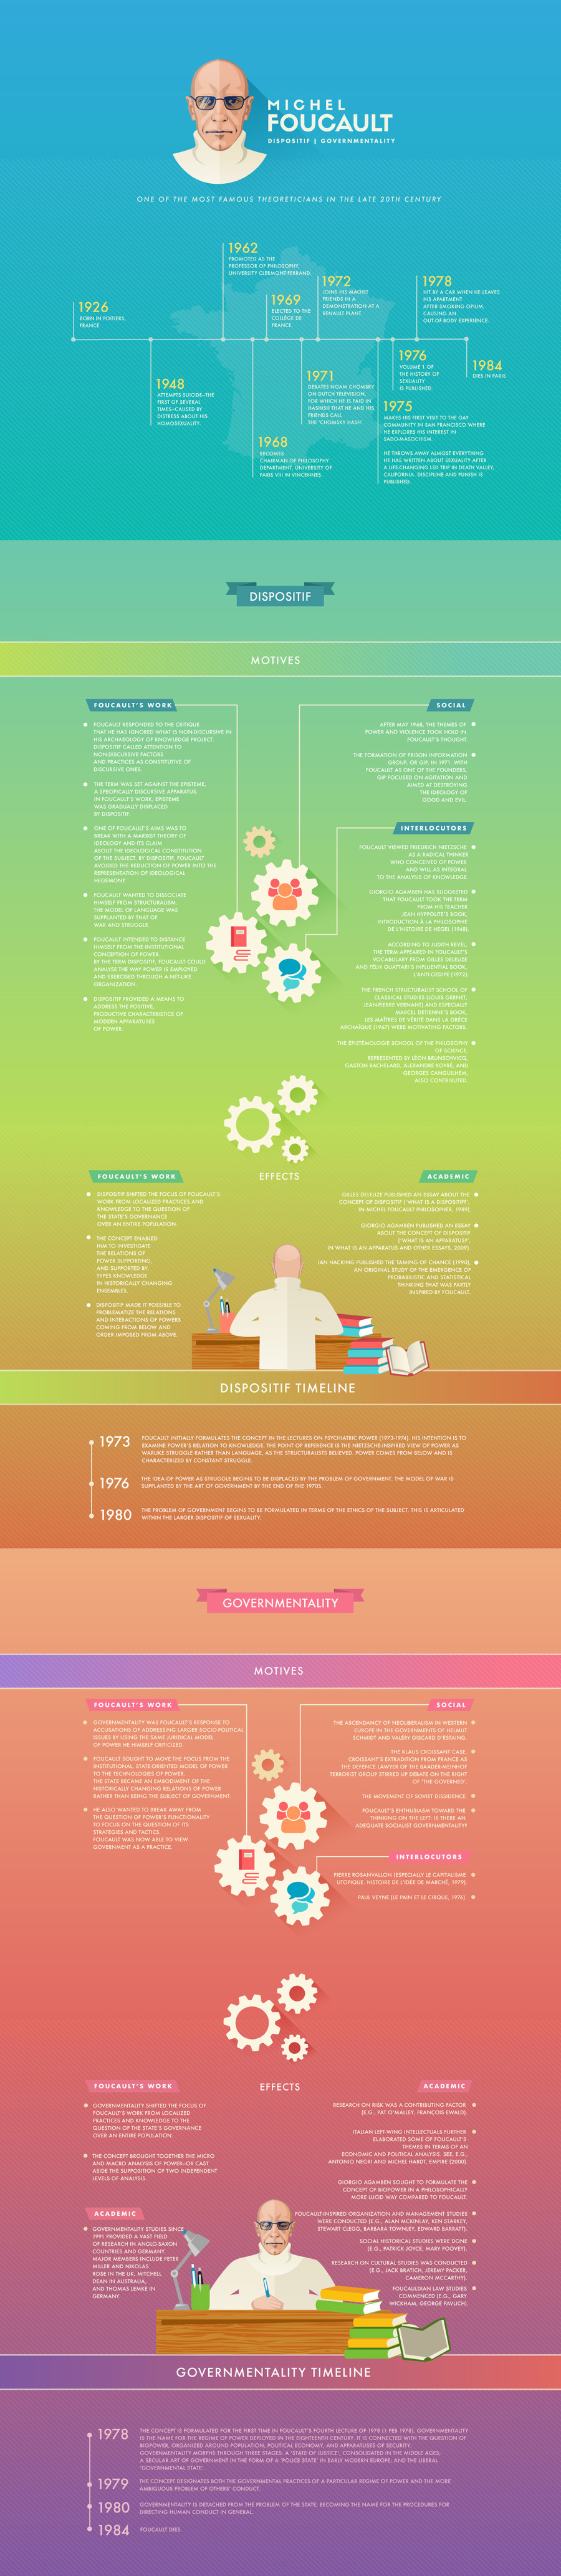 MICHEL
FOUCAULT
DISPOSITIF | GOVERNMENTALITY
ONE OF THE MOST FAMOUS THEORETICIANS IN THE LATE 20TH CENTURY
1926
BORN IN POITIERS,
FRANCE
1948
ATTEMPTS SUICIDE–THE
FIRST OF SEVERAL
TIMES–CAUSED BY
DISTRESS ABOUT HIS
HOMOSEXUALITY.
1962
PROMOTED AS THE
PROFESSOR OF PHILOSOPHY,
UNIVERSITY CLERMONT-FERRAND
1968
BECOMES
CHAIRMAN OF PHILOSOPHY
DEPARTMENT, UNIVERSITY OF
PARIS VIII IN VINCENNES.
1969
ELECTED TO THE
COLLÈGE DE
FRANCE.
1971
DEBATES NOAM CHOMSKY
ON DUTCH TELEVISION,
FOR WHICH HE IS PAID IN
HASHISH THAT HE AND HIS
FRIENDS CALL
THE 'CHOMSKY HASH'
1972
JOINS HIS MAOIST
FRIENDS IN A
DEMONSTRATION AT A
RENAULT PLANT.
1975
MAKES HIS FIRST VISIT TO THE GAY
COMMUNITY IN SAN FRANCISCO WHERE
HE EXPLORES HIS INTEREST IN
SADO-MASOCHISM.
HE THROWS AWAY ALMOST EVERYTHING
HE HAS WRITTEN ABOUT SEXUALITY AFTER
A LIFE-CHANGING LSD TRIP IN DEATH VALLEY,
CALIFORNIA. DISCIPLINE AND PUNISH IS
PUBLISHED.
1976
VOLUME 1 OF
THE HISTORY OF
SEXUALITY
IS PUBLISHED.
1978
HIT BY A CAB WHEN HE LEAVES
HIS APARTMENT
AFTER SMOKING OPIUM,
CAUSING AN
OUT-OF-BODY EXPERIENCE.
1984
DIES IN PARIS
DISPOSITIF
MOTIVES
FOUCAULT'S WORK
FOUCAULT RESPONDED TO THE CRITIQUE
THAT HE HAS IGNORED WHAT IS NON-DISCURSIVE IN
HIS ARCHAEOLOGY OF KNOWLEDGE PROJECT.
DISPOSITIF CALLED ATTENTION TO
NON-DISCURSIVE FACTORS
AND PRACTICES AS CONSTITUTIVE OF
DISCURSIVE ONES.
THE TERM WAS SET AGAINST THE EPISTEME,
A SPECIFICALLY DISCURSIVE APPARATUS.
IN FOUCAULT'S WORK, EPISTEME
WAS GRADUALLY DISPLACED
BY DISPOSITIF.
ONE OF FOUCAULT'S AIMS WAS TO
BREAK WITH A MARXIST THEORY OF
IDEOLOGY AND ITS CLAIM
ABOUT THE IDEOLOGICAL CONSTITUTION
OF THE SUBJECT. BY DISPOSITIF, FOUCAULT
AVOIDED THE REDUCTION OF POWER INTO THE
REPRESENTATION OF IDEOLOGICAL
HEGEMONY.
FOUCAULT WANTED TO DISSOCIATE
HIMSELF FROM STRUCTURALISM.
THE MODEL OF LANGUAGE WAS
SUPPLANTED BY THAT OF
WAR AND STRUGGLE.
FOUCAULT INTENDED TO DISTANCE
HIMSELF FROM THE INSTITUTIONAL
CONCEPTION OF POWER.
BY THE TERM DISPOSITIF, FOUCAULT COULD
ANALYSE THE WAY POWER IS EMPLOYED
AND EXERCISED THROUGH A NET-LIKE
ORGANIZATION.
DISPOSITIF PROVIDED A MEANS TO
ADDRESS THE POSITIVE,
PRODUCTIVE CHARACTERISTICS OF
MODERN APPARATUSES
OF POWER.
SOCIAL
AFTER MAY 1968, THE THEMES OF
POWER AND VIOLENCE TOOK HOLD IN
FOUCAULT'S THOUGHT.
THE FORMATION OF PRISON INFORMATION
GROUP, OR GIP, IN 1971. WITH
FOUCAULT AS ONE OF THE FOUNDERS,
GIP FOCUSED ON AGITATION AND
AIMED AT DESTROYING
THE IDEOLOGY OF
GOOD AND EVIL.
INTERLOCUTORS
FOUCAULT VIEWED FRIEDRICH NIETZSCHE
AS A RADICAL THINKER
WHO CONCEIVED OF POWER
AND WILL AS INTEGRAL
TO THE ANALYSIS OF KNOWLEDGE.
GIORGIO AGAMBEN HAS SUGGESTED
THAT FOUCAULT TOOK THE TERM
FROM HIS TEACHER
JEAN HYPPOLITE'S BOOK,
INTRODUCTION À LA PHILOSOPHIE
DE L'HISTOIRE DE HEGEL (1948)
ACCORDING TO JUDITH REVEL,
THE TERM APPEARED IN FOUCAULT'S
VOCABULARY FROM GILLES DELEUZE
AND FÉLIX GUATTARI'S INFLUENTIAL BOOK,
L'ANTI-OEDIPE (1972).
THE FRENCH STRUCTURALIST SCHOOL OF
CLASSICAL STUDIES (LOUIS GERNET,
JEAN-PIERRE VERNANT) AND ESPECIALLY
MARCEL DETIENNE'S BOOK,
LES MAÎTRES DE VÉRITÉ DANS LA GRÈCE
ARCHAÏQUE (1967) WERE MOTIVATING FACTORS.
THE ÉPISTÉMOLOGIE SCHOOL OF THE PHILOSOPHY
OF SCIENCE,
REPRESENTED BY LÉON BRUNSCHVICQ,
GASTON BACHELARD, ALEXANDRE KOYRÉ, AND
GEORGES CANGUILHEM,
ALSO CONTRIBUTED.
EFFECTS
FOUCAULT'S WORK
DISPOSITIF SHIFTED THE FOCUS OF FOUCAULT'S
WORK FROM LOCALIZED PRACTICES AND
KNOWLEDGE TO THE QUESTION OF
THE STATE'S GOVERNANCE
OVER AN ENTIRE POPULATION.
THE CONCEPT ENABLED
HIM TO INVESTIGATE
THE RELATIONS OF
POWER SUPPORTING,
AND SUPPORTED BY,
TYPES KNOWLEDGE
IN HISTORICALLY CHANGING
ENSEMBLES.
DISPOSITIF MADE IT POSSIBLE TO
PROBLEMATIZE THE RELATIONS
AND INTERACTIONS OF POWERS
COMING FROM BELOW AND
ORDER IMPOSED FROM ABOVE.
ACADEMIC
GILLES DELEUZE PUBLISHED AN ESSAY ABOUT THE
CONCEPT OF DISPOSITIF ("WHAT IS A DISPOSITIF",
IN MICHEL FOUCAULT PHILOSOPHER, 1989).
GIORGIO AGAMBEN PUBLISHED AN ESSAY
ABOUT THE CONCEPT OF DISPOSITIF
('WHAT IS AN APPARATUS?',
IN WHAT IS AN APPARATUS AND OTHER ESSAYS, 2009).
IAN HACKING PUBLISHED THE TAMING OF CHANCE (1990),
AN ORIGINAL STUDY OF THE EMERGENCE OF
PROBABILISTIC AND STATISTICAL
THINKING THAT WAS PARTLY
INSPIRED BY FOUCAULT.
DISPOSITIF TIMELINE
1973
FOUCAULT INITIALLY FORMULATES THE CONCEPT IN THE LECTURES ON PSYCHIATRIC POWER (1973-1974). HIS INTENTION IS TO
EXAMINE POWER'S RELATION TO KNOWLEDGE. THE POINT OF REFERENCE IS THE NIETZSCHE-INSPIRED VIEW OF POWER AS
WARLIKE STRUGGLE RATHER THAN LANGUAGE, AS THE STRUCTURALISTS BELIEVED. POWER COMES FROM BELOW AND IS
CHARACTERIZED BY CONSTANT STRUGGLE.
1976
THE IDEA OF POWER AS STRUGGLE BEGINS TO BE DISPLACED BY THE PROBLEM OF GOVERNMENT. THE MODEL OF WAR IS
SUPPLANTED BY THE ART OF GOVERNMENT BY THE END OF THE 1970S.
1980
THE PROBLEM OF GOVERNMENT BEGINS TO BE FORMULATED IN TERMS OF THE ETHICS OF THE SUBJECT. THIS IS ARTICULATED
WITHIN THE LARGER DISPOSITIF OF SEXUALITY.
GOVERNMENTALITY
MOTIVES
FOUCAULT'S WORK
GOVERNMENTALITY WAS FOUCAULT'S RESPONSE TO
ACCUSATIONS OF ADDRESSING LARGER SOCIO-POLITICAL
ISSUES BY USING THE SAME JURIDICAL MODEL
OF POWER HE HIMSELF CRITICIZED.
FOUCAULT SOUGHT TO MOVE THE FOCUS FROM THE
INSTITUTIONAL, STATE-ORIENTED MODEL OF POWER
TO THE TECHNOLOGIES OF POWER.
THE STATE BECAME AN EMBODIMENT OF THE
HISTORICALLY CHANGING RELATIONS OF POWER
RATHER THAN BEING THE SUBJECT OF GOVERNMENT.
HE ALSO WANTED TO BREAK AWAY FROM
THE QUESTION OF POWER'S FUNCTIONALITY
TO FOCUS ON THE QUESTION OF ITS
STRATEGIES AND TACTICS.
FOUCAULT WAS NOW ABLE TO VIEW
GOVERNMENT AS A PRACTICE.
SOCIAL
THE ASCENDANCY OF NEOLIBERALISM IN WESTERN
EUROPE IN THE GOVERNMENTS OF HELMUT
SCHMIDT AND VALÉRY GISCARD D'ESTAING.
THE KLAUS CROISSANT CASE.
CROISSANT'S EXTRADITION FROM FRANCE AS
THE DEFENCE LAWYER OF THE BAADER-MEINHOF
TERRORIST GROUP STIRRED UP DEBATE ON THE RIGHT
OF 'THE GOVERNED'.
THE MOVEMENT OF SOVIET DISSIDENCE.
FOUCAULT'S ENTHUSIASM TOWARD THE
THINKING ON THE LEFT: IS THERE AN
ADEQUATE SOCIALIST GOVERNMENTALITY?
INTERLOCUTORS
PIERRE ROSANVALLON (ESPECIALLY LE CAPITALISME
UTOPIQUE. HISTOIRE DE L'IDÉE DE MARCHÉ, 1979).
PAUL VEYNE (LE PAIN ET LE CIRQUE, 1976).
EFFECTS
FOUCAULT'S WORK
GOVERNMENTALITY SHIFTED THE FOCUS OF
FOUCAULT'S WORK FROM LOCALIZED
PRACTICES AND KNOWLEDGE TO THE
QUESTION OF THE STATE'S GOVERNANCE
OVER AN ENTIRE POPULATION.
THE CONCEPT BROUGHT TOGETHER THE MICRO
AND MACRO ANALYSIS OF POWER–OR CAST
ASIDE THE SUPPOSITION OF TWO INDEPENDENT
LEVELS OF ANALYSIS.
ACADEMIC
GOVERNMENTALITY STUDIES SINCE
1991 PROVIDED A VAST FIELD
OF RESEARCH IN ANGLO-SAXON
COUNTRIES AND GERMANY.
MAJOR MEMBERS INCLUDE PETER
MILLER AND NIKOLAS
ROSE IN THE UK, MITCHELL
DEAN IN AUSTRALIA,
AND THOMAS LEMKE IN
GERMANY.
ACADEMIC
RESEARCH ON RISK WAS A CONTRIBUTING FACTOR
(E.G., PAT O'MALLEY, FRANÇOIS EWALD).
ITALIAN LEFT-WING INTELLECTUALS FURTHER
ELABORATED SOME OF FOUCAULT'S
THEMES IN TERMS OF AN
ECONOMIC AND POLITICAL ANALYSIS. SEE, E.G.,
ANTONIO NEGRI AND MICHEL HARDT, EMPIRE (2000).
GIORGIO AGAMBEN SOUGHT TO FORMULATE THE
CONCEPT OF BIOPOWER IN A PHILOSOPHICALLY
MORE LUCID WAY COMPARED TO FOUCAULT.
FOUCAULT-INSPIRED ORGANIZATION AND MANAGEMENT STUDIES
WERE CONDUCTED (E.G., ALAN MCKINLAY, KEN STARKEY,
STEWART CLEGG, BARBARA TOWNLEY, EDWARD BARRATT).
SOCIAL HISTORICAL STUDIES WERE DONE
(E.G., PATRICK JOYCE, MARY POOVEY).
RESEARCH ON CULTURAL STUDIES WAS CONDUCTED
(E.G., JACK BRATICH, JEREMY PACKER,
CAMERON MCCARTHY).
FOUCAULDIAN LAW STUDIES
COMMENCED (E.G., GARY
WICKHAM, GEORGE PAVLICH).
GOVERNMENTALITY TIMELINE
1978
THE CONCEPT IS FORMULATED FOR THE FIRST TIME IN FOUCAULT'S FOURTH LECTURE OF 1978 (1 FEB 1978). GOVERNMENTALITY
IS THE NAME FOR THE REGIME OF POWER DEPLOYED IN THE EIGHTEENTH CENTURY. IT IS CONNECTED WITH THE QUESTION OF
BIOPOWER, ORGANIZED AROUND POPULATION, POLITICAL ECONOMY, AND APPARATUSES OF SECURITY.
GOVERNMENTALITY MORPHS THROUGH THREE STAGES: A 'STATE OF JUSTICE', CONSOLIDATED IN THE MIDDLE AGES;
A SECULAR ART OF GOVERNMENT IN THE FORM OF A 'POLICE STATE' IN EARLY MODERN EUROPE; AND THE LIBERAL
'GOVERNMENTAL STATE'.
1979
THE CONCEPT DESIGNATES BOTH THE GOVERNMENTAL PRACTICES OF A PARTICULAR REGIME OF POWER AND THE MORE
AMBIGUOUS PROBLEM OF OTHERS' CONDUCT.
1980
GOVERNMENTALITY IS DETACHED FROM THE PROBLEM OF THE STATE, BECOMING THE NAME FOR THE PROCEDURES FOR
DIRECTING HUMAN CONDUCT IN GENERAL.
1984
FOUCAULT DIES.